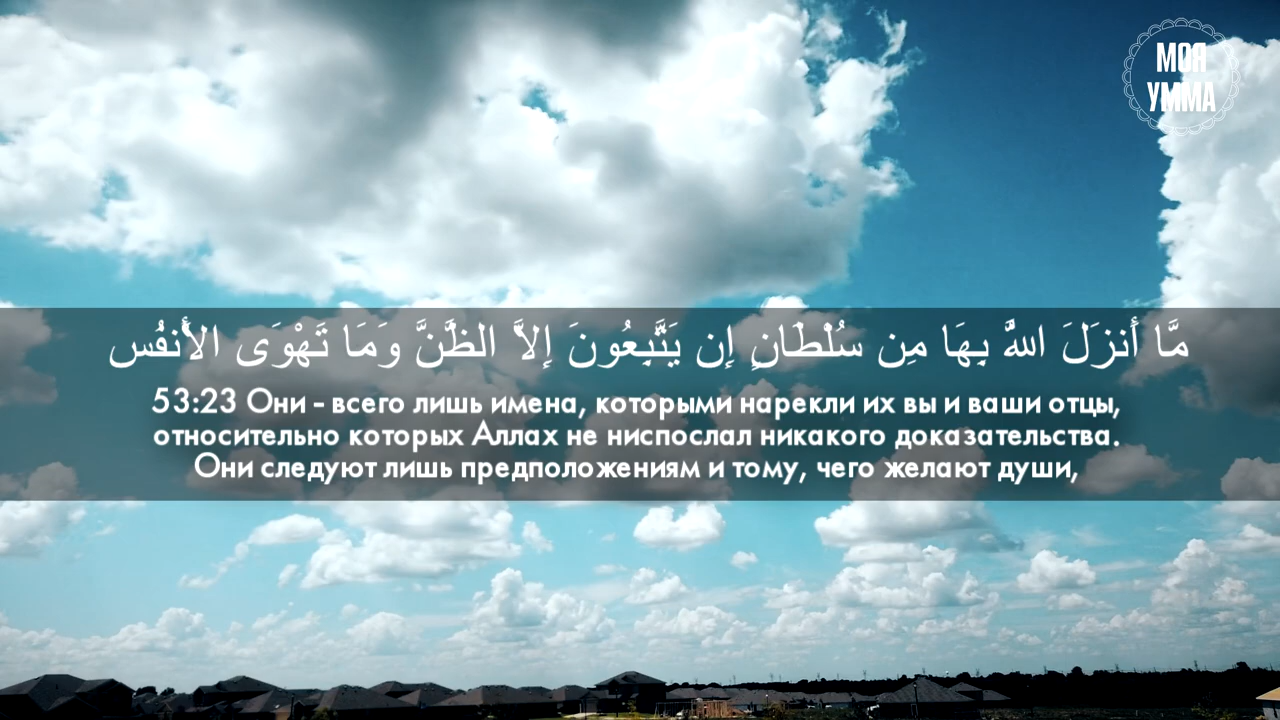 МОЯ
УММА
مَّا أَنزَلَ اللهُ بِهَا مِن سُلْطَانٍ إِن يَتَّبِعُونَ إِلاَّ الظَّنَّ وَمَا تَهْوَى الأَنفُس
53:23 Они - всего лишь имена, которыми нарекли их вы и ваши отцы,
относительно которых Аллах не ниспослал никакого доказательства.
Они следуют лишь предположениям и тому, чего желают души,